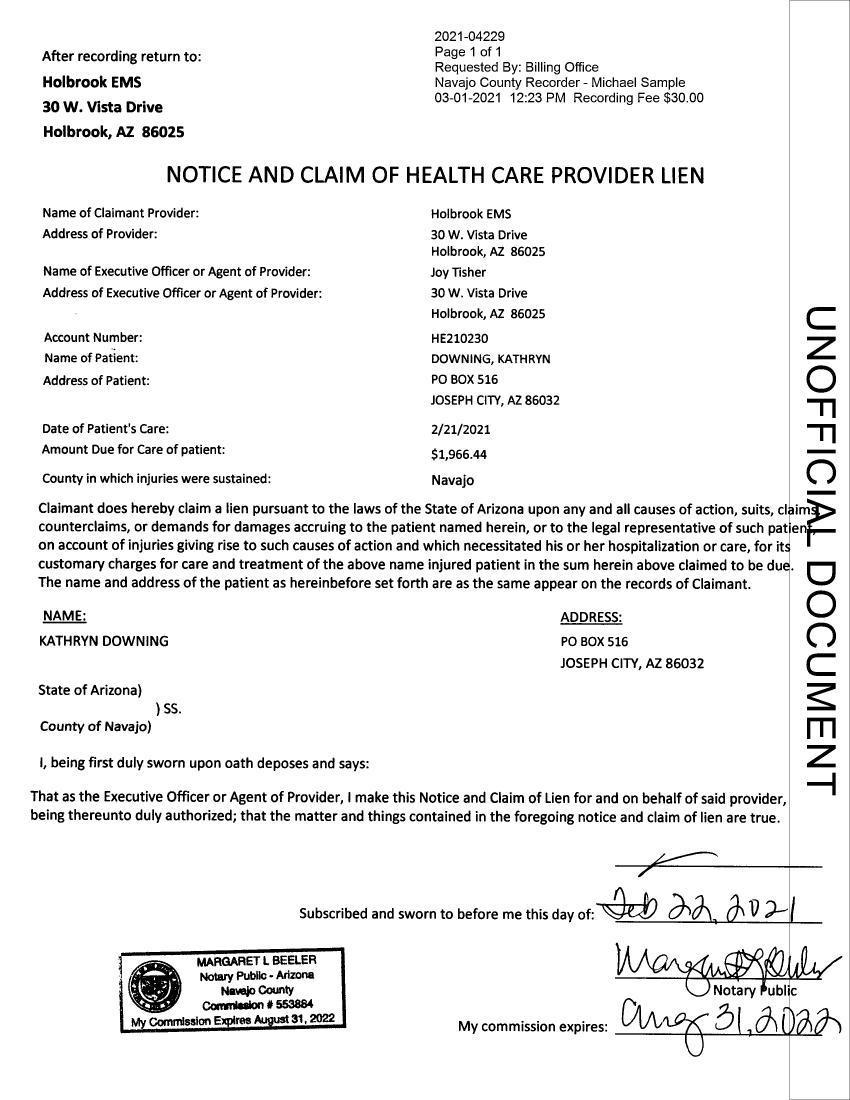 2021-04229
Page 1 of 1
Requested By: Billing Office
Navajo County Recorder - Michael Sample
03-01-2021 12:23 PM Recording Fee $30.00
After recording return to:
Holbrook EMS
30 W. Vista Drive
Holbrook, AZ 86025
NOTICE AND CLAIM OF HEALTH CARE PROVIDER LIEN
Name of Claimant Provider: Holbrook EMS
Address of Provider: 30 W. Vista Drive
Holbrook, AZ 86025
Name of Executive Officer or Agent of Provider: Joy Tisher
Address of Executive Officer or Agent of Provider: 30 W. Vista Drive
Holbrook, AZ 86025
Account Number: HE210230
Name of Patient: DOWNING, KATHRYN
Address of Patient: PO BOX 516
JOSEPH CITY, AZ 86032
Date of Patient's Care: 2/21/2021
Amount Due for Care of patient: $1,966.44
County in which injuries were sustained: Navajo
Claimant does hereby claim a lien pursuant to the laws of the State of Arizona upon any and all causes of action, suits, claims,
counterclaims, or demands for damages accruing to the patient named herein, or to the legal representative of such patient,
on account of injuries giving rise to such causes of action and which necessitated his or her hospitalization or care, for its
customary charges for care and treatment of the above name injured patient in the sum herein above claimed to be due.
The name and address of the patient as hereinbefore set forth are as the same appear on the records of Claimant.
NAME: ADDRESS:
KATHRYN DOWNING PO BOX 516
JOSEPH CITY, AZ 86032
State of Arizona)
) SS.
County of Navajo)
I, being first duly sworn upon oath deposes and says:
That as the Executive Officer or Agent of Provider, I make this Notice and Claim of Lien for and on behalf of said provider,
being thereunto duly authorized; that the matter and things contained in the foregoing notice and claim of lien are true.
Subscribed and sworn to before me this day of: Feb 22, 2021
MARGARET L BEELER
Notary Public - Arizona
Navajo County
Commission # 553884
My Commission Expires August 31, 2022
Margaret L Beeler
Notary Public
My commission expires: Aug 31, 2022
UNOFFICIAL DOCUMENT